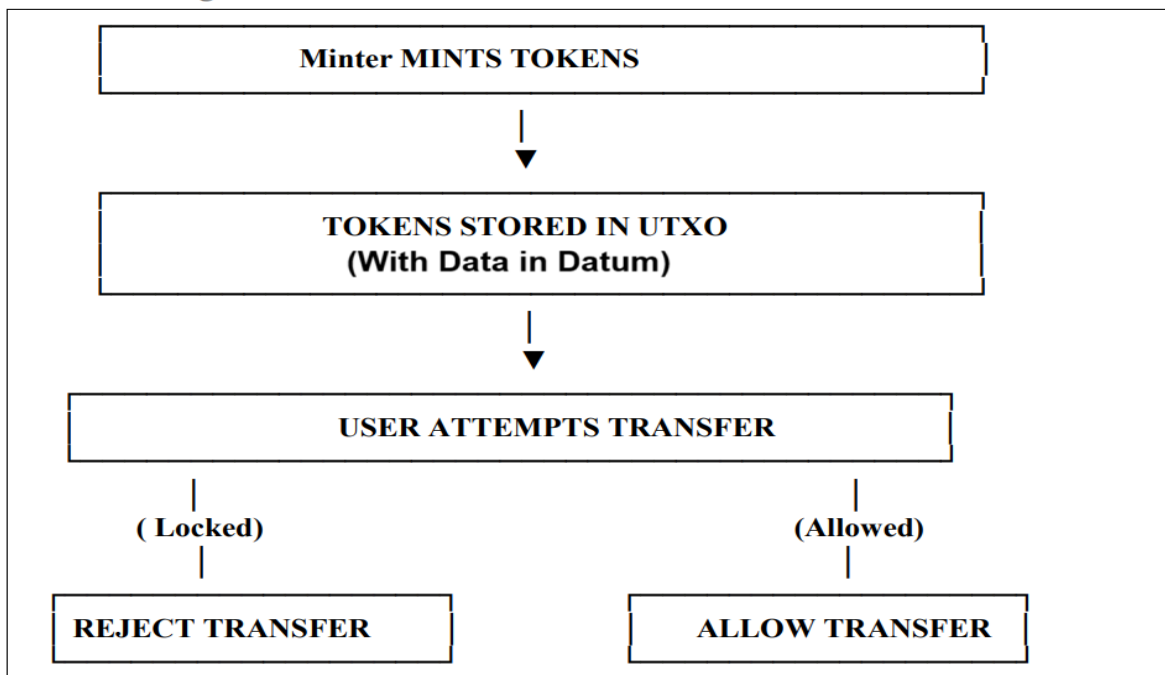 Minter MINTS TOKENS
TOKENS STORED IN UTXO
(With Data in Datum)
USER ATTEMPTS TRANSFER
( Locked)
(Allowed)
REJECT TRANSFER
ALLOW TRANSFER